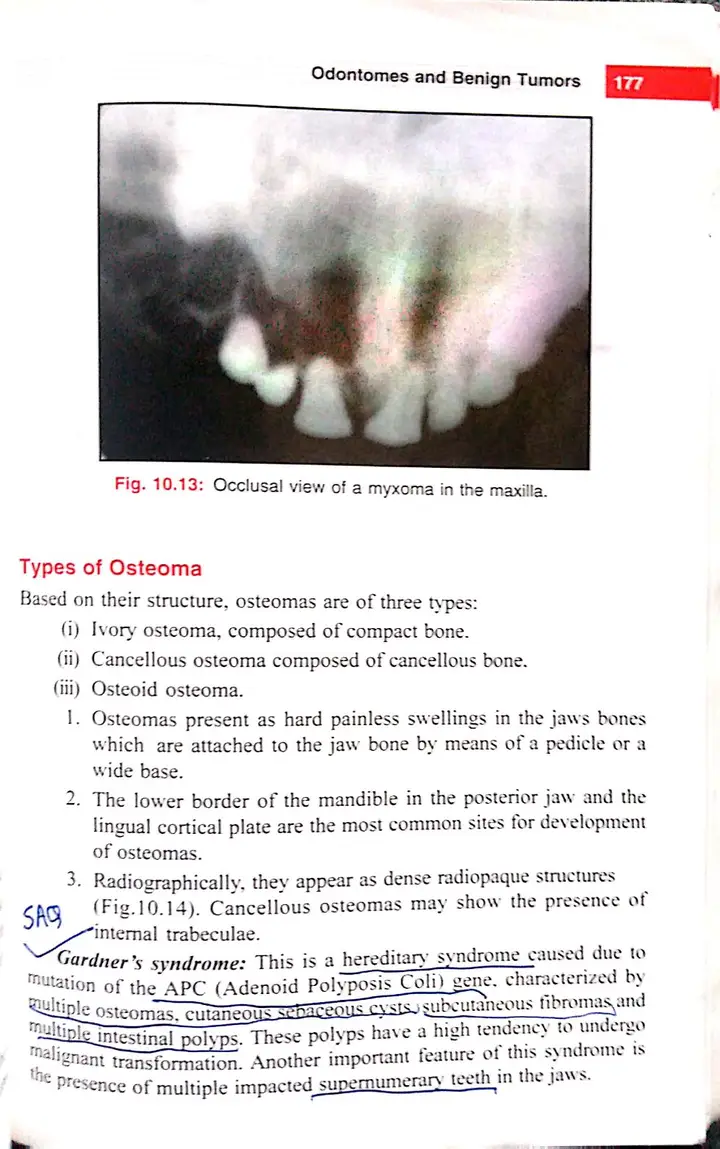 Odontomes and Benign Tumors 177
Fig. 10.13: Occlusal view of a myxoma in the maxilla.
Types of Osteoma
Based on their structure, osteomas are of three types:
(i) Ivory osteoma, composed of compact bone.
(ii) Cancellous osteoma composed of cancellous bone.
(iii) Osteoid osteoma.
1. Osteomas present as hard painless swellings in the jaws bones
which are attached to the jaw bone by means of a pedicle or a
wide base.
2. The lower border of the mandible in the posterior jaw and the
lingual cortical plate are the most common sites for development
of osteomas.
3. Radiographically, they appear as dense radiopaque structures
(Fig.10.14). Cancellous osteomas may show the presence of
SAQ
internal trabeculae.
Gardner's syndrome: This is a hereditary syndrome caused due to
mutation of the APC (Adenoid Polyposis Coli) gene, characterized by
multiple osteomas, cutaneous sebaceous cysts, subcutaneous fibromas and
multiple intestinal polyps. These polyps have a high tendency to undergo
malignant transformation. Another important feature of this syndrome is
the presence of multiple impacted supernumerary teeth in the jaws.